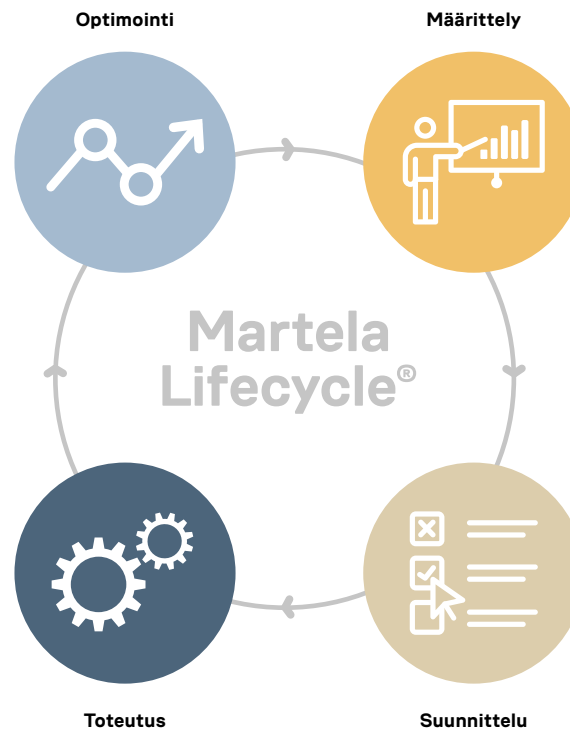 Optimointi
Määrittely
Martela
Lifecycle®
Toteutus
Suunnittelu